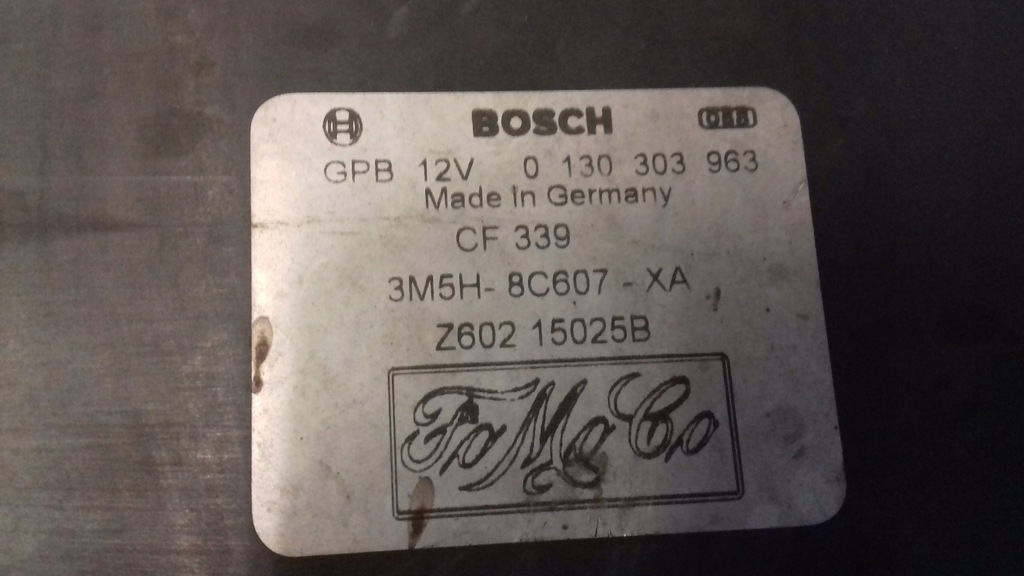 BOSCH
GPB 12V 0 130 303 963
Made in Germany
CF 339
3M5H- 8C607 - XA
Z602 15025B
FoMoCo